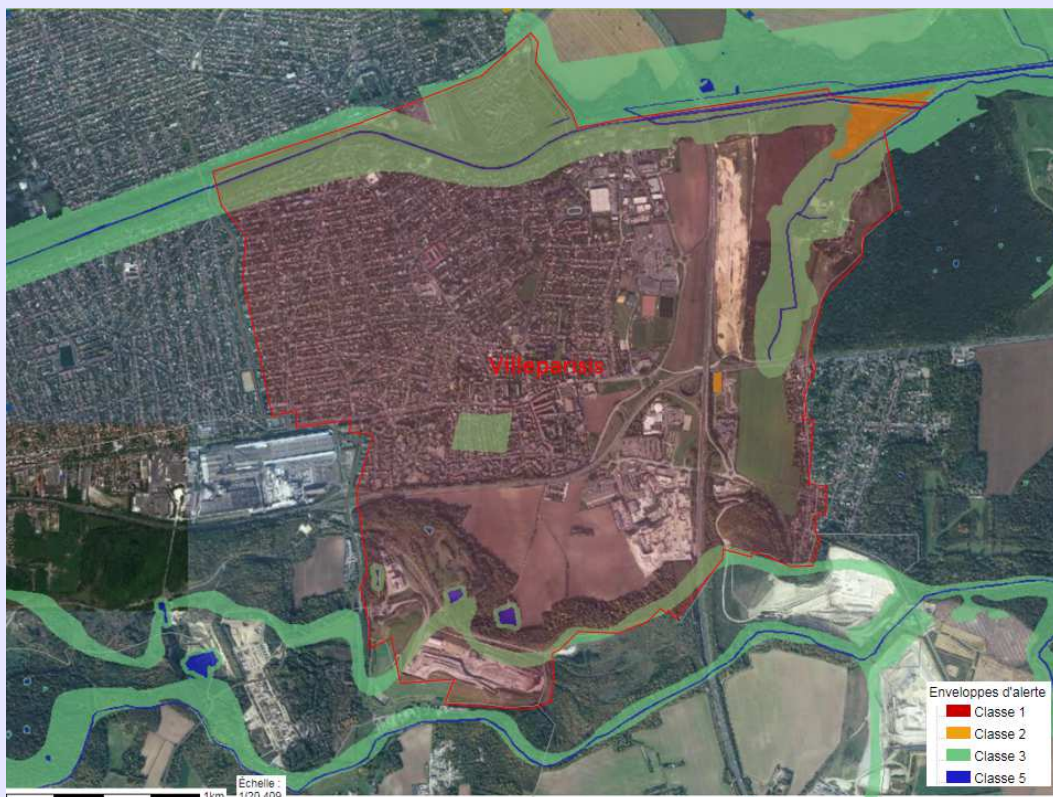 Villeparisis
Enveloppes d'alerte
Classe 1
Classe 2
Classe 3
Classe 5
Échelle :
1km